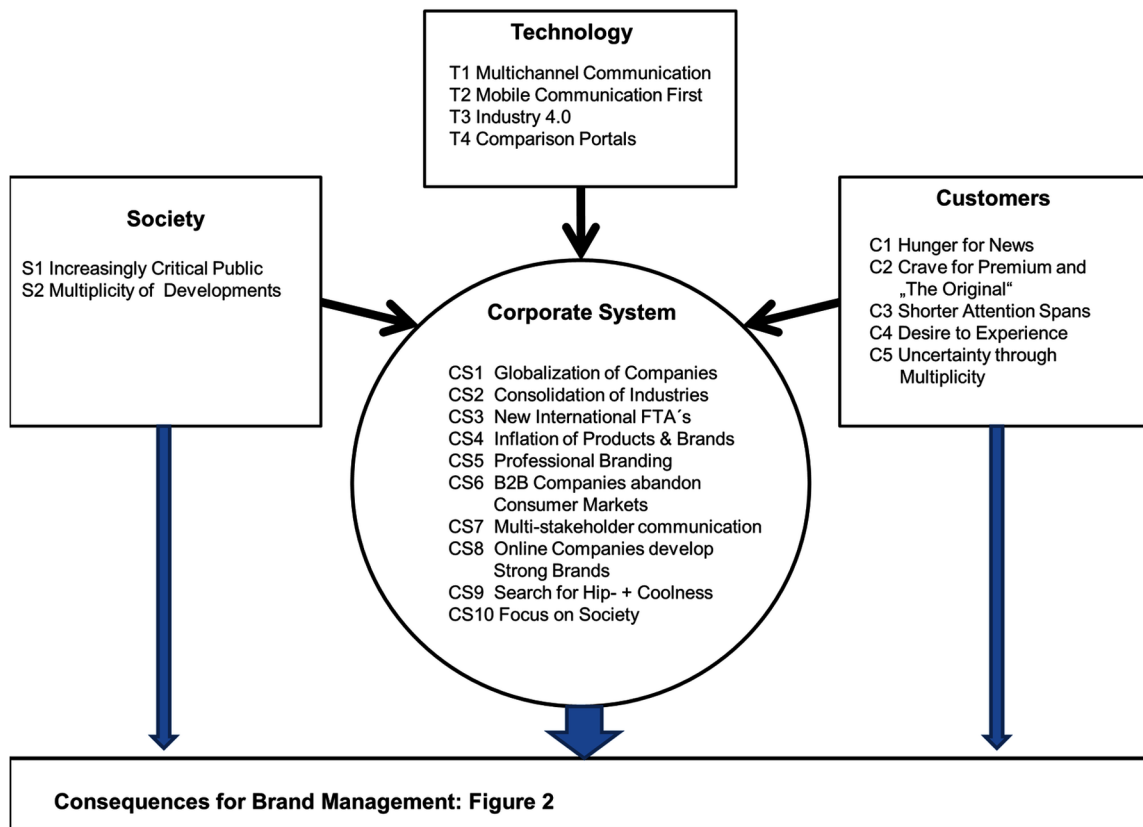 Technology
T1 Multichannel Communication
T2 Mobile Communication First
T3 Industry 4.0
T4 Comparison Portals
Society
S1 Increasingly Critical Public
S2 Multiplicity of Developments
Customers
C1 Hunger for News
C2 Crave for Premium and
„The Original“
C3 Shorter Attention Spans
C4 Desire to Experience
C5 Uncertainty through
Multiplicity
Corporate System
CS1 Globalization of Companies
CS2 Consolidation of Industries
CS3 New International FTA´s
CS4 Inflation of Products & Brands
CS5 Professional Branding
CS6 B2B Companies abandon
Consumer Markets
CS7 Multi-stakeholder communication
CS8 Online Companies develop
Strong Brands
CS9 Search for Hip- + Coolness
CS10 Focus on Society
Consequences for Brand Management: Figure 2